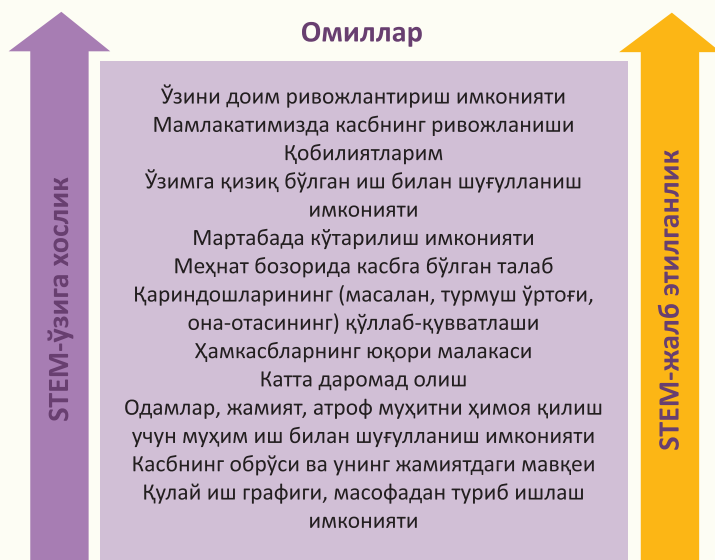 Омиллар
Ўзини доим ривожлантириш имконияти
Мамлакатимизда касбнинг ривожланиши
Қобилиятларим
Ўзимга қизиқ бўлган иш билан шуғулланиш
имконияти
Мартабада кўтарилиш имконияти
Меҳнат бозорида касбга бўлган талаб
Қариндошларининг (масалан, турмуш ўртоғи,
она-отасининг) қўллаб-қувватлаши
Ҳамкасбларнинг юқори малакаси
Катта даромад олиш
Одамлар, жамият, атроф муҳитни ҳимоя қилиш
учун муҳим иш билан шуғулланиш имконияти
Касбнинг обрўси ва унинг жамиятдаги мавқеи
Қулай иш графиги, масофадан туриб ишлаш
имконияти
STEM-ўзига хослик
STEM-жалб этилганлик